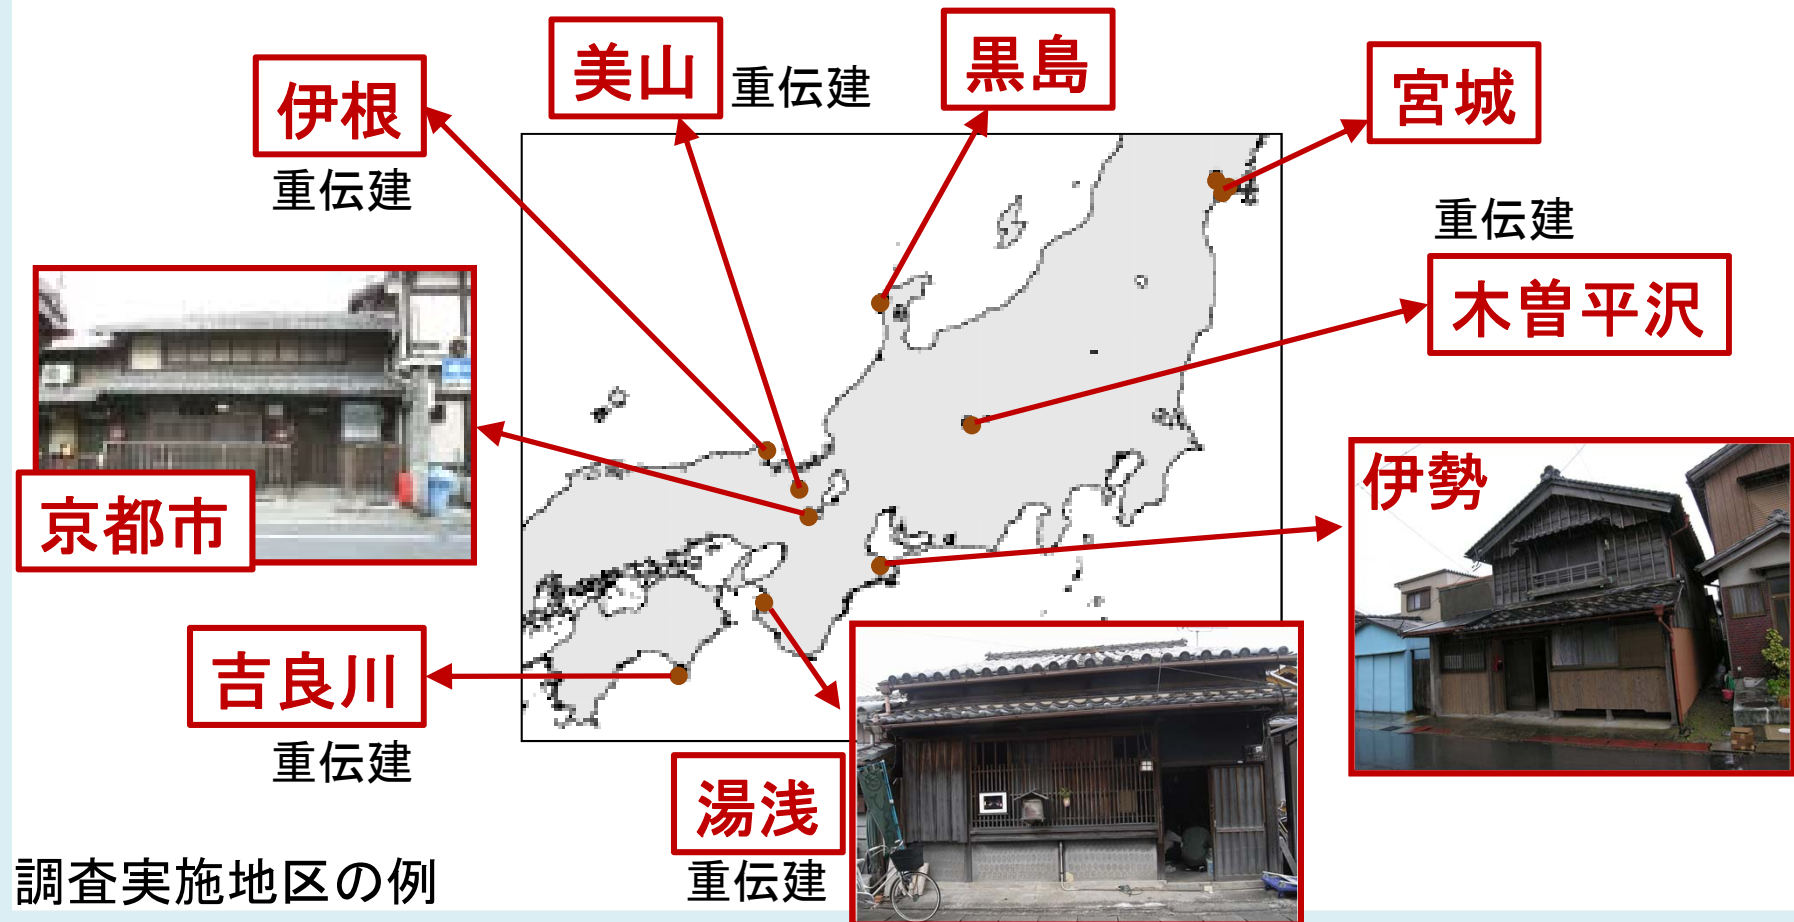 美山
重伝建
黒島
宮城
伊根
重伝建
重伝建
木曽平沢
京都市
伊勢
吉良川
重伝建
湯浅
重伝建
調査実施地区の例